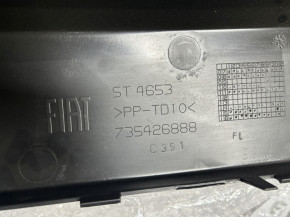 FIAT
ST 4653
>PP-TD10<
735426888
C351
FL